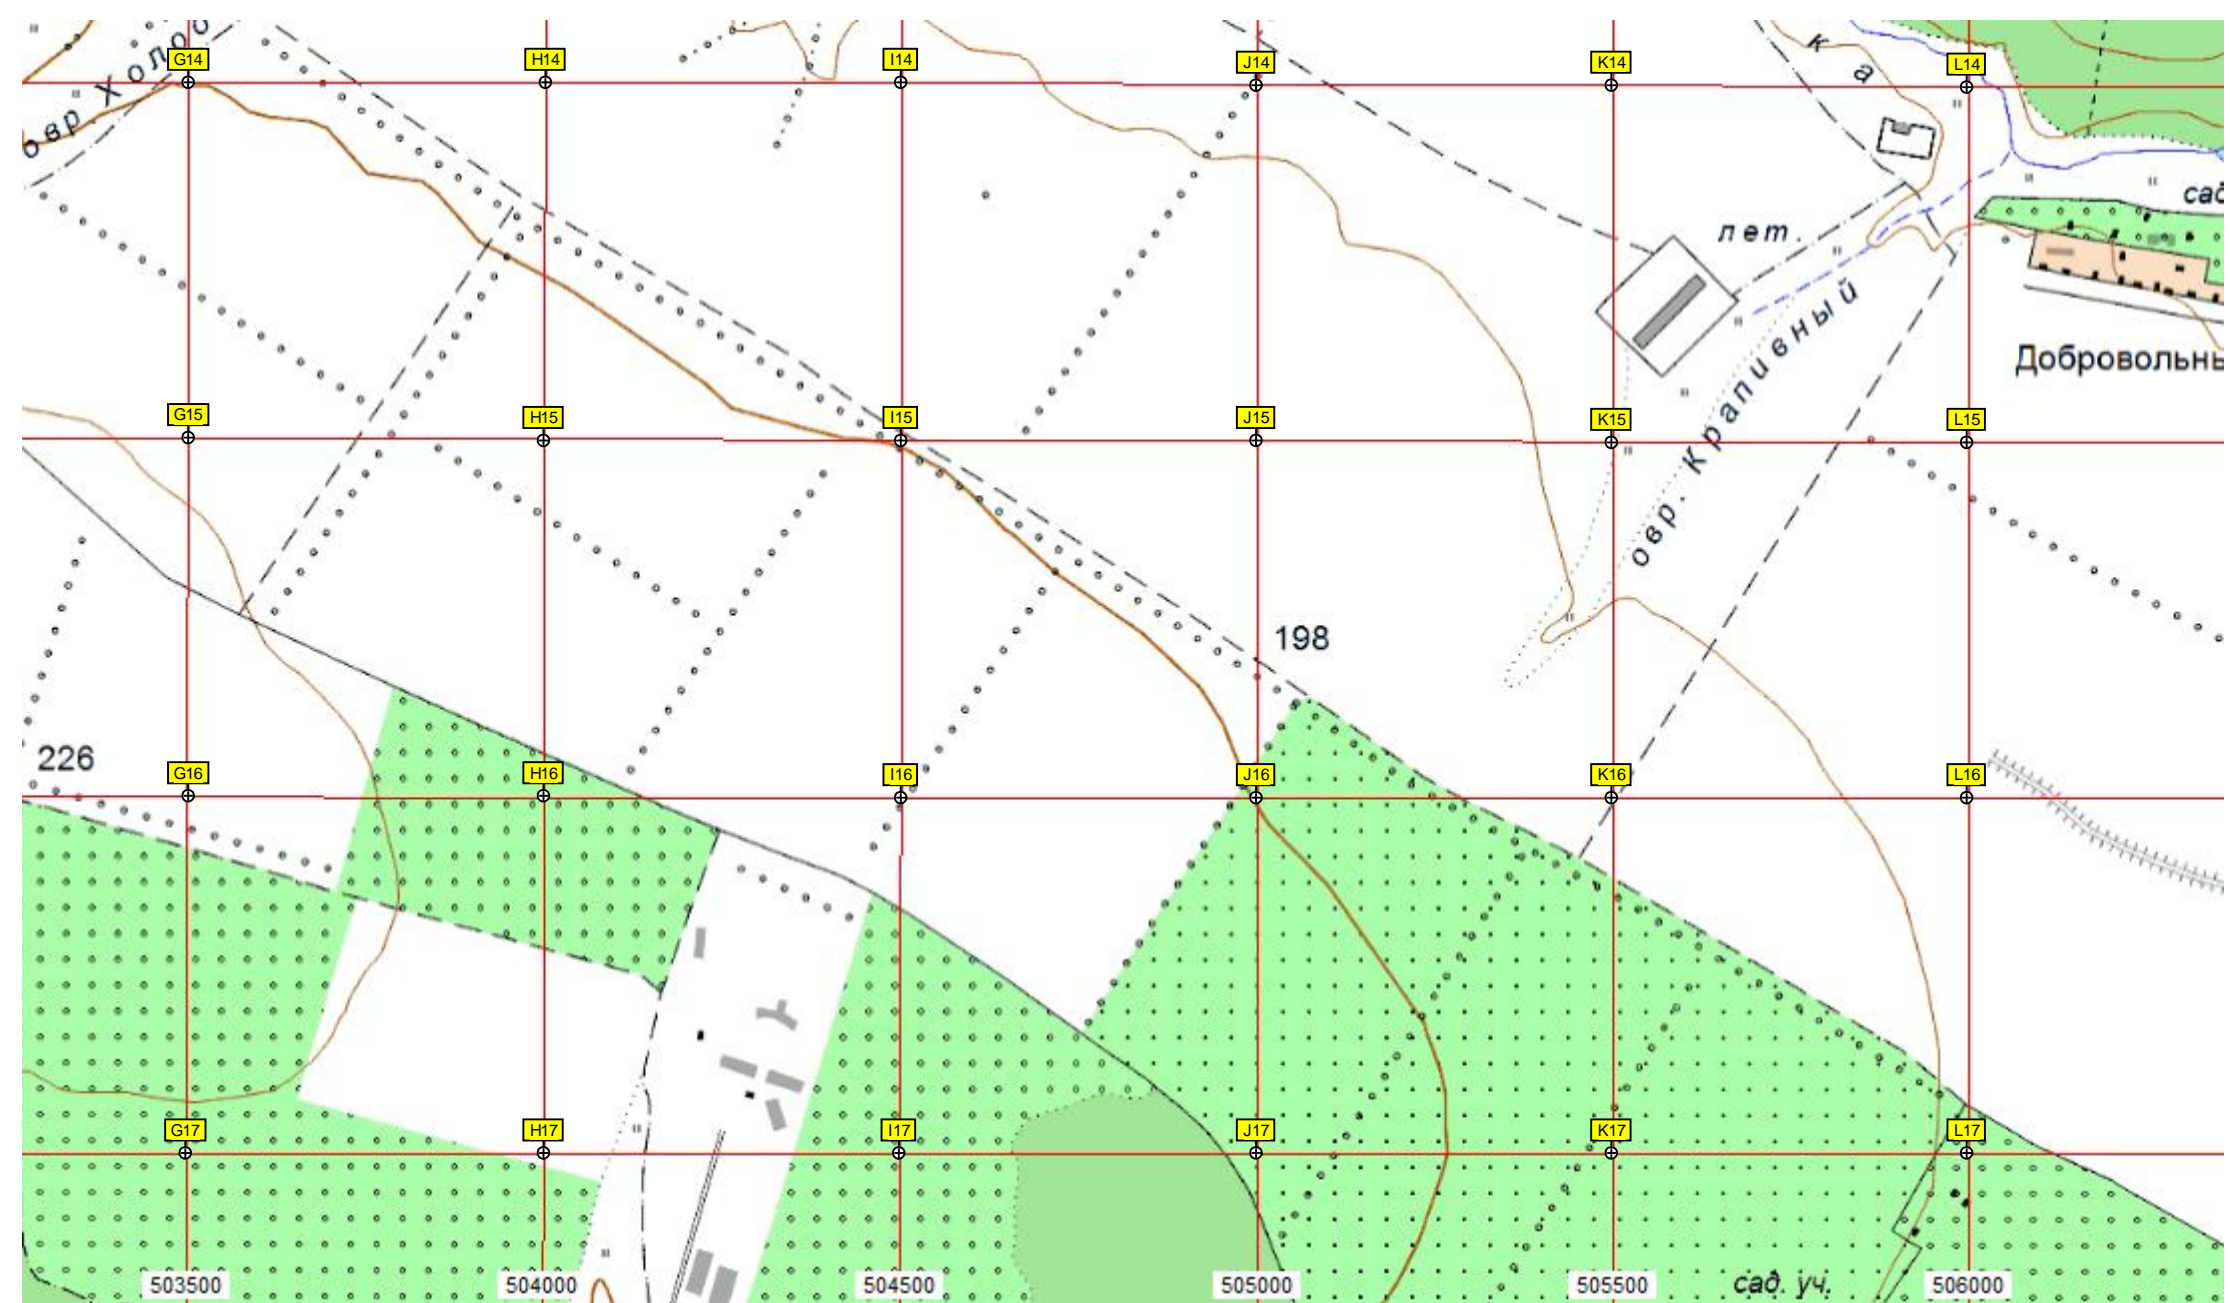 овр. Холод
ка
G14
H14
I14
J14
K14
L14
сад
лет.
овр. Крапивный
Добровольны
G15
H15
I15
J15
K15
L15
198
226
G16
H16
I16
J16
K16
L16
G17
H17
I17
J17
K17
L17
503500
504000
504500
505000
505500
сад. уч.
506000